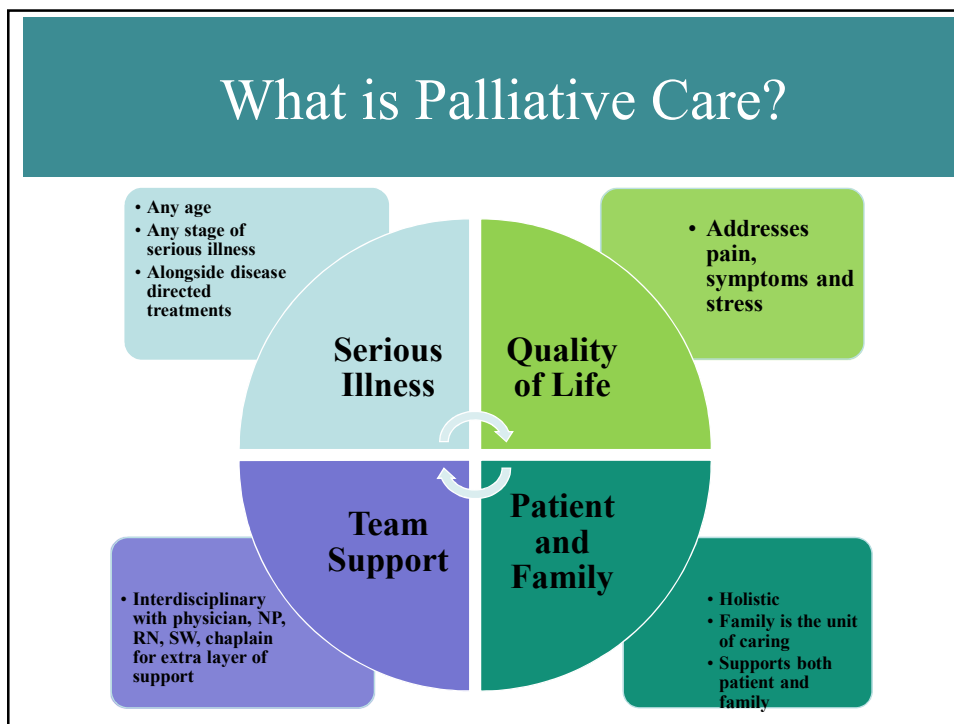 What is Palliative Care?
• Any age
• Any stage of
serious illness
• Alongside disease
directed
treatments
• Addresses
pain,
symptoms and
stress
Serious
Illness
Quality
of Life
Team
Support
Patient
and
Family
• Interdisciplinary
with physician, NP,
RN, SW, chaplain
for extra layer of
support
• Holistic
• Family is the unit
of caring
• Supports both
patient and
family